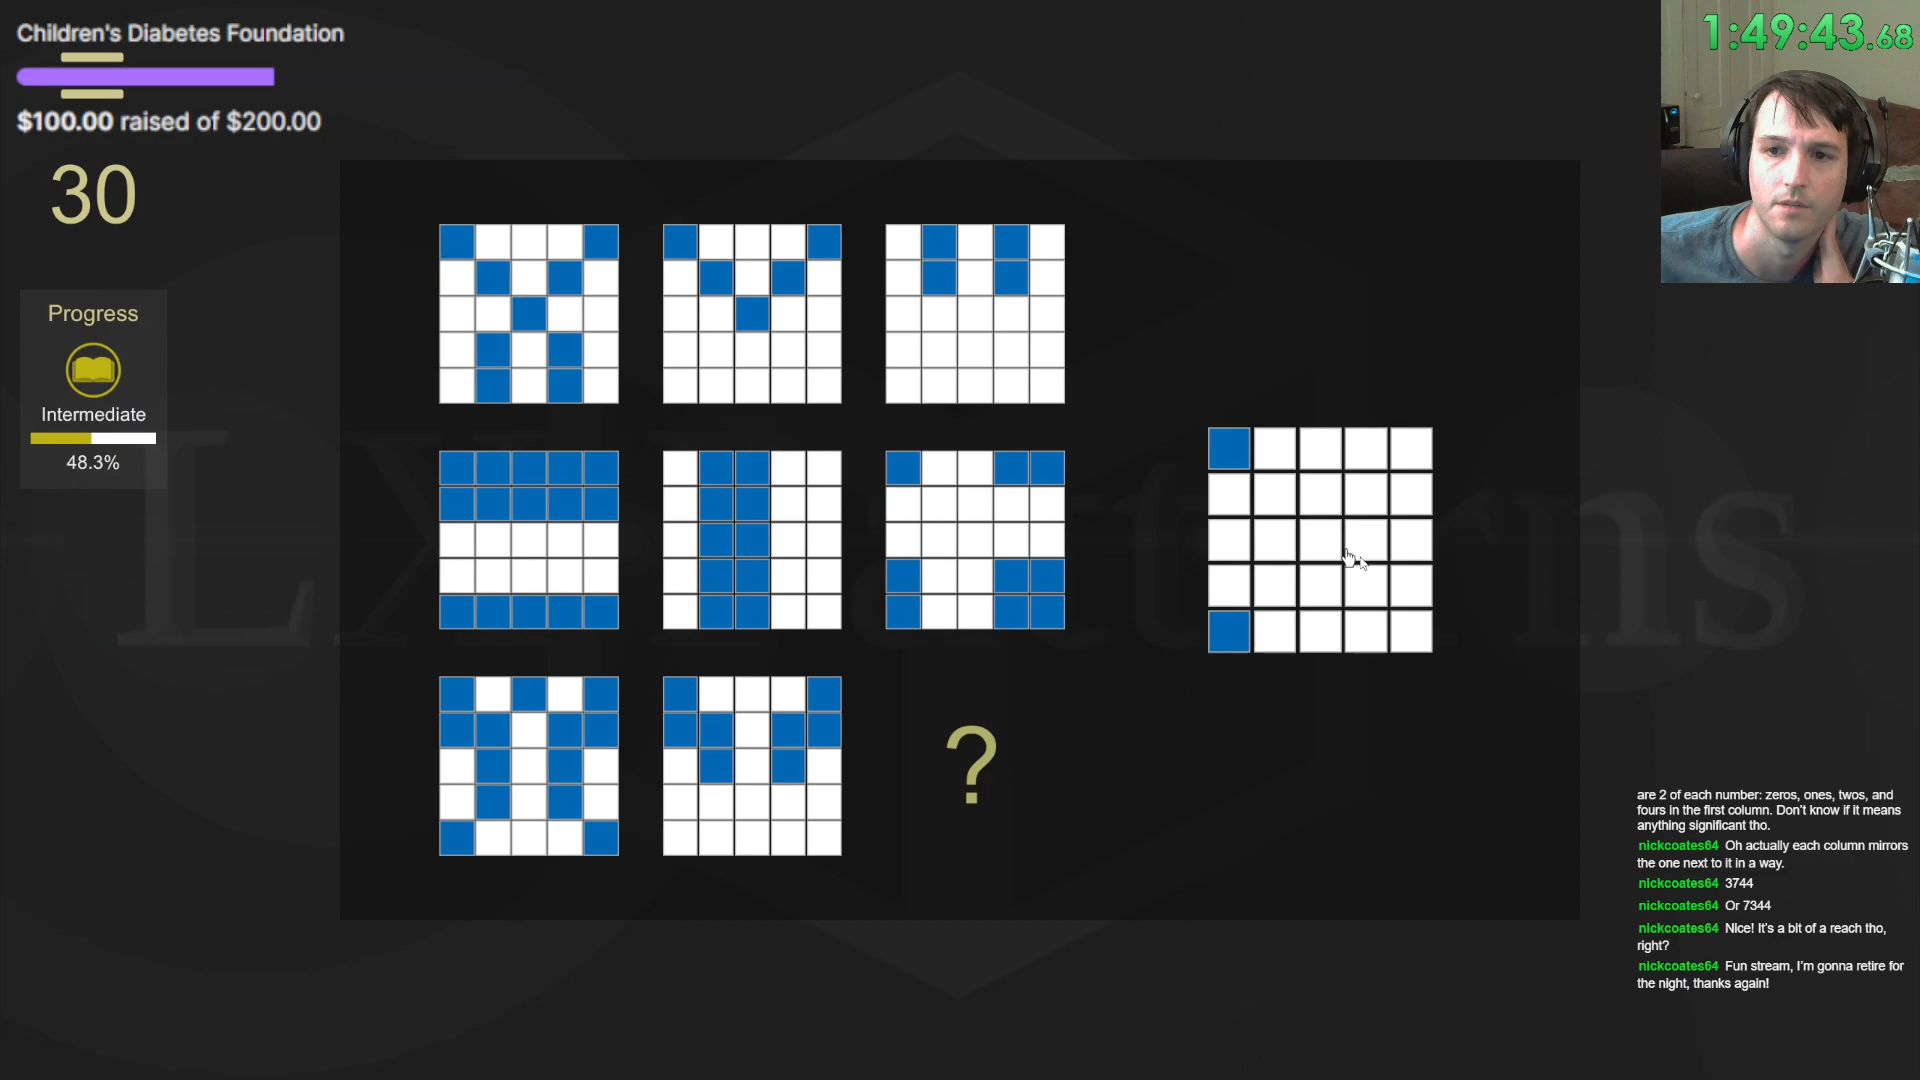 Children's Diabetes Foundation
$100.00 raised of $200.00
1:49:43.68
30
Progress
Intermediate
48.3%
?
are 2 of each number: zeros, ones, twos, and
fours in the first column. Don't know if it means
anything significant tho.
nickcoates64 Oh actually each column mirrors
the one next to it in a way.
nickcoates64 3744
nickcoates64 Or 7344
nickcoates64 Nice! It's a bit of a reach tho,
right?
nickcoates64 Fun stream, I'm gonna retire for
the night, thanks again!